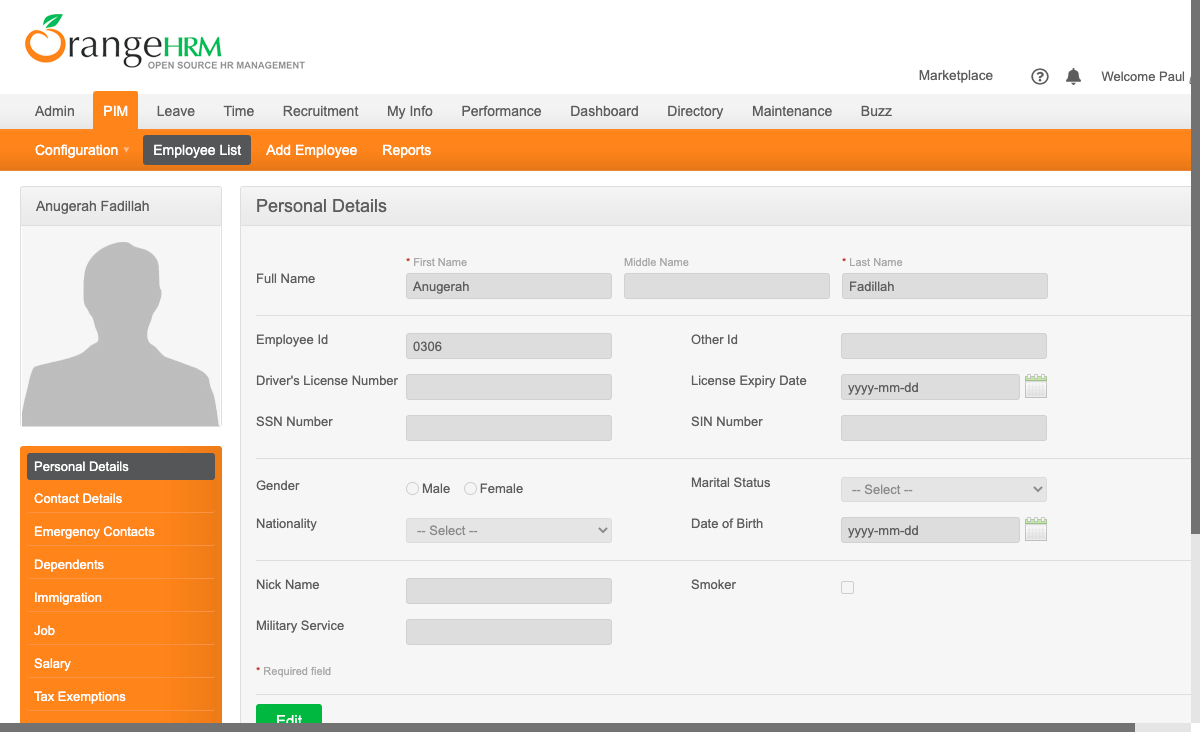 OrangeHRM
OPEN SOURCE HR MANAGEMENT
Marketplace
?
Welcome Paul
Admin PIM Leave Time Recruitment My Info Performance Dashboard Directory Maintenance Buzz
Configuration Employee List Add Employee Reports
Anugerah Fadillah
Personal Details
Contact Details
Emergency Contacts
Dependents
Immigration
Job
Salary
Tax Exemptions
Personal Details
* First Name Middle Name * Last Name
Full Name Anugerah Fadillah
Employee Id 0306 Other Id
Driver's License Number License Expiry Date yyyy-mm-dd
SSN Number SIN Number
Gender Male Female Marital Status -- Select --
Nationality -- Select -- Date of Birth yyyy-mm-dd
Nick Name Smoker
Military Service
* Required field
Edit